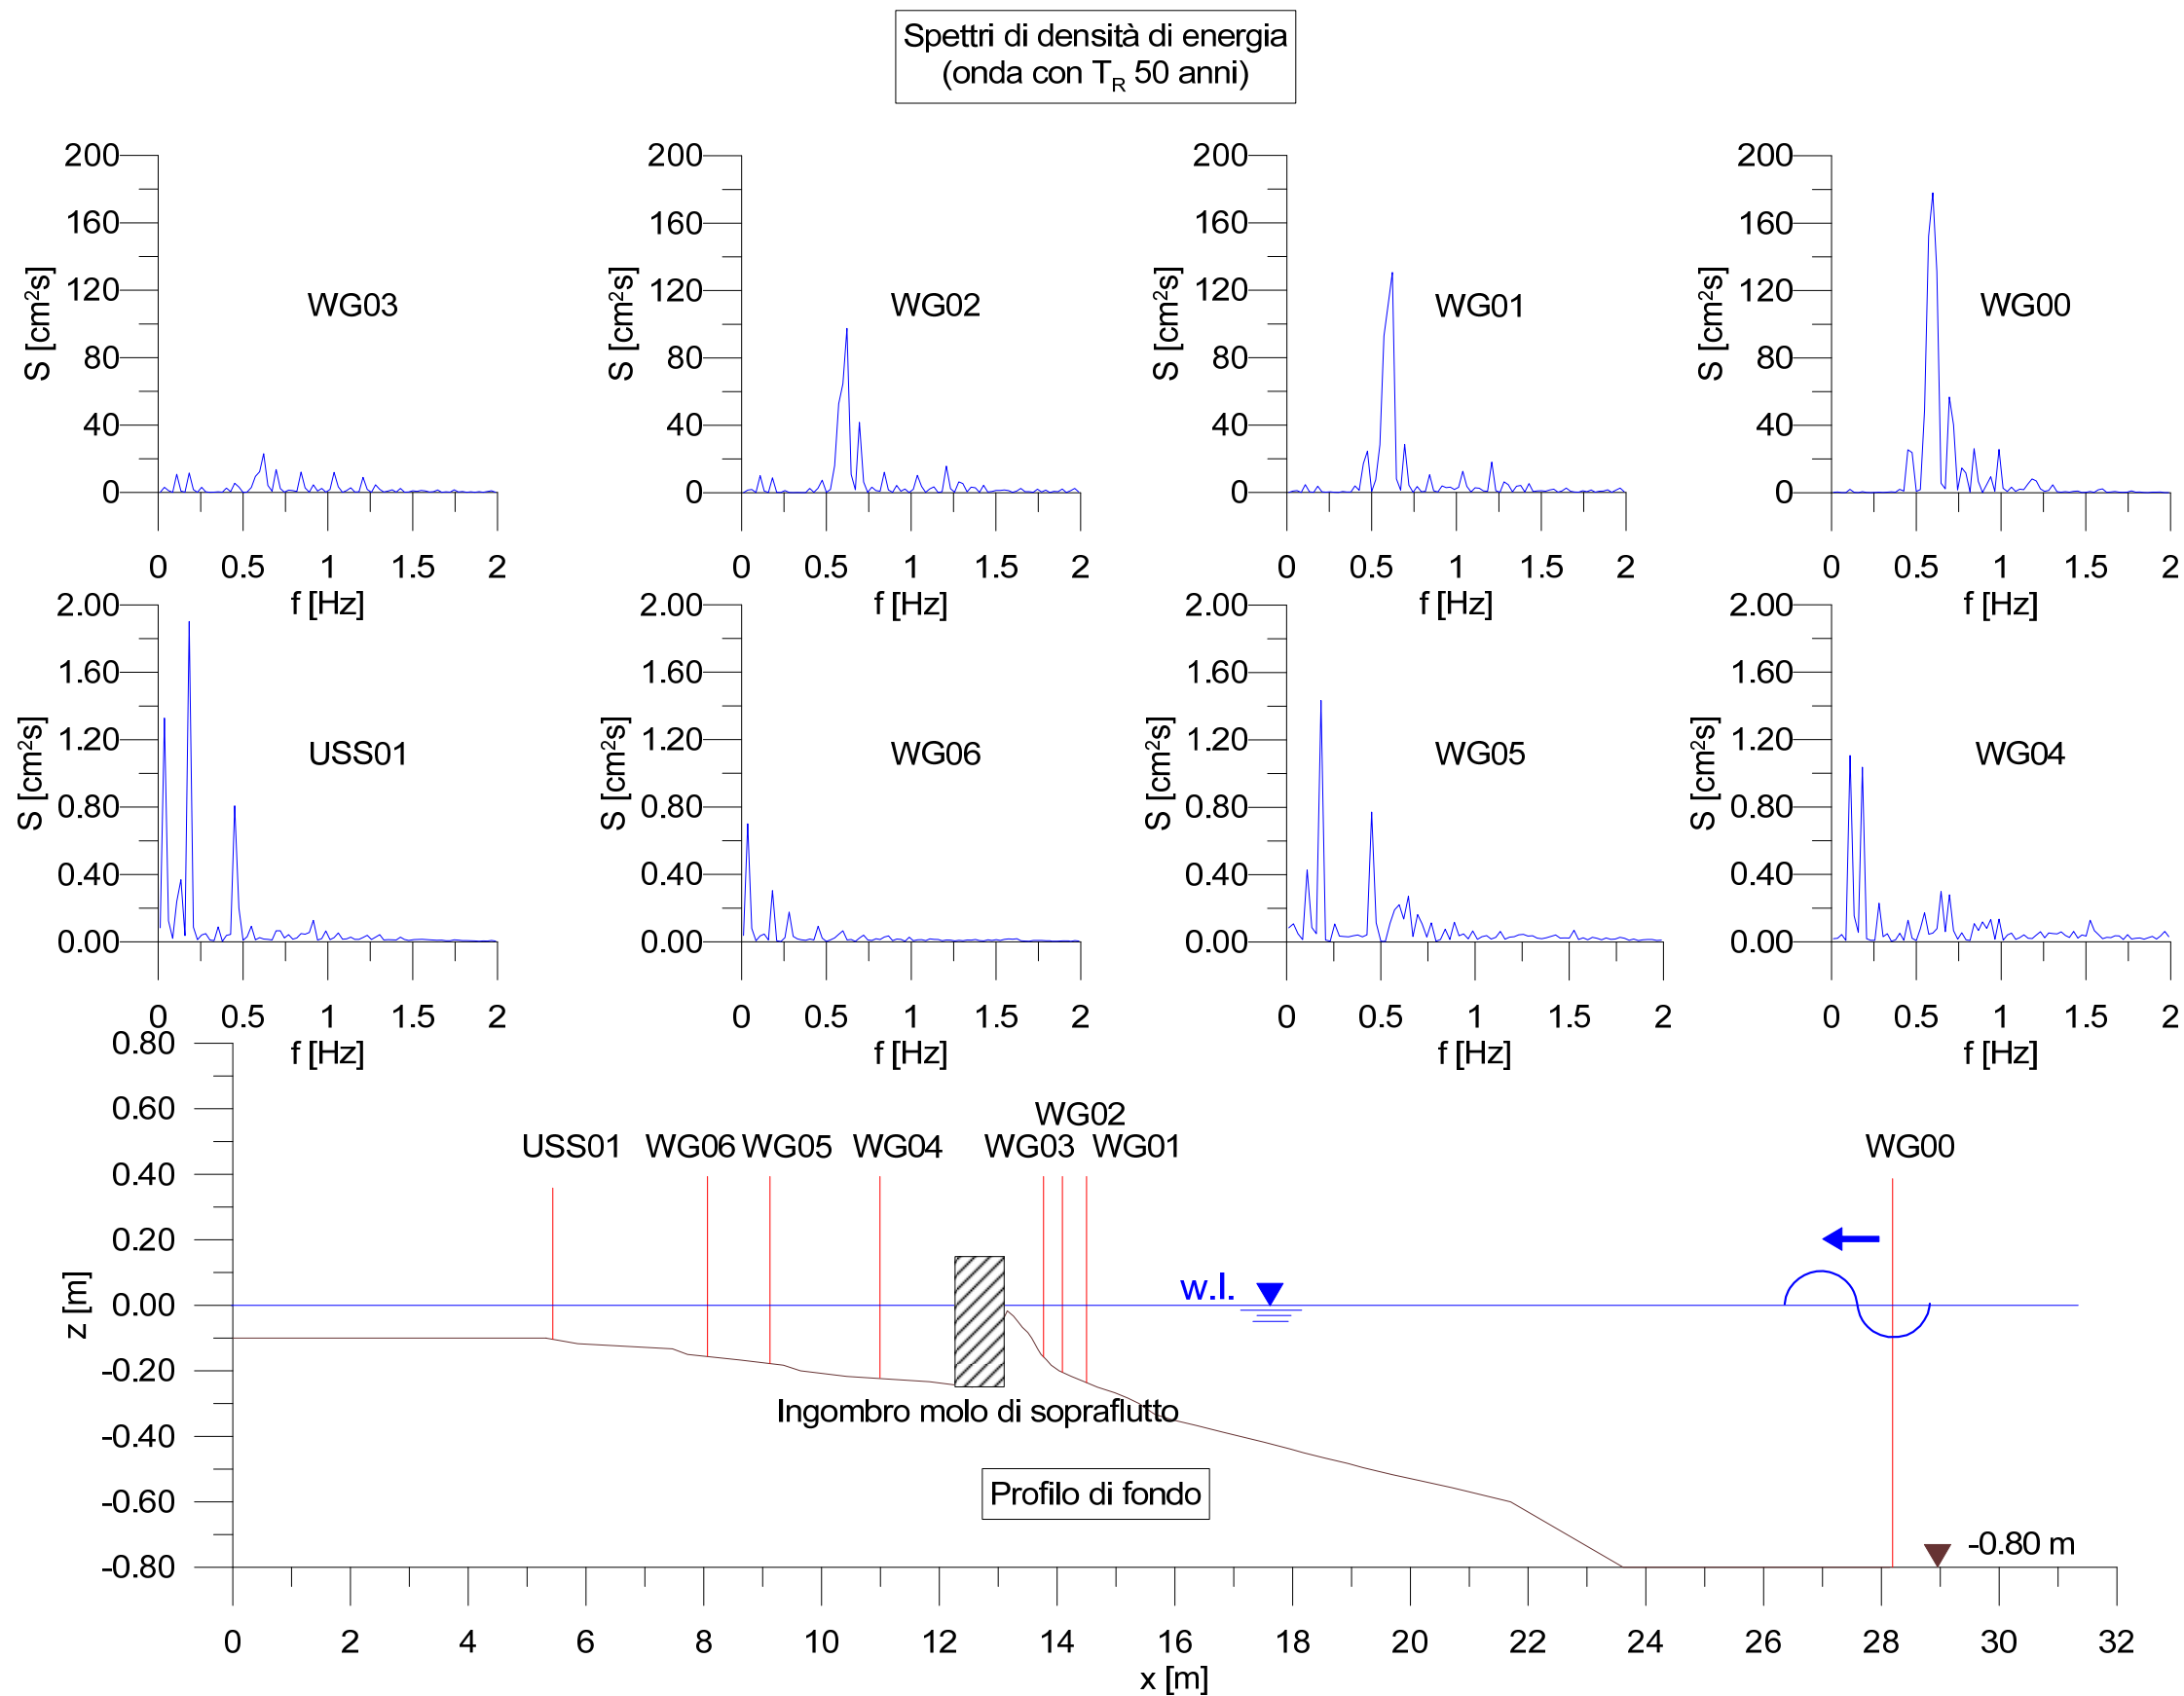 Spettri di densità di energia
(onda con T_R 50 anni)
200
160
120
80
40
0
S [cm²s]
WG03
0 0.5 1 1.5 2
f [Hz]
200
160
120
80
40
0
S [cm²s]
WG02
0 0.5 1 1.5 2
f [Hz]
200
160
120
80
40
0
S [cm²s]
WG01
0 0.5 1 1.5 2
f [Hz]
200
160
120
80
40
0
S [cm²s]
WG00
0 0.5 1 1.5 2
f [Hz]
2.00
1.60
1.20
0.80
0.40
0.00
S [cm²s]
USS01
0 0.5 1 1.5 2
f [Hz]
2.00
1.60
1.20
0.80
0.40
0.00
S [cm²s]
WG06
0 0.5 1 1.5 2
f [Hz]
2.00
1.60
1.20
0.80
0.40
0.00
S [cm²s]
WG05
0 0.5 1 1.5 2
f [Hz]
2.00
1.60
1.20
0.80
0.40
0.00
S [cm²s]
WG04
0 0.5 1 1.5 2
f [Hz]
0.80
0.60
0.40
0.20
0.00
-0.20
-0.40
-0.60
-0.80
z [m]
WG02
USS01 WG06 WG05 WG04 WG03 WG01 WG00
w.l.
Ingombro molo di sopraflutto
Profilo di fondo
-0.80 m
0 2 4 6 8 10 12 14 16 18 20 22 24 26 28 30 32
x [m]